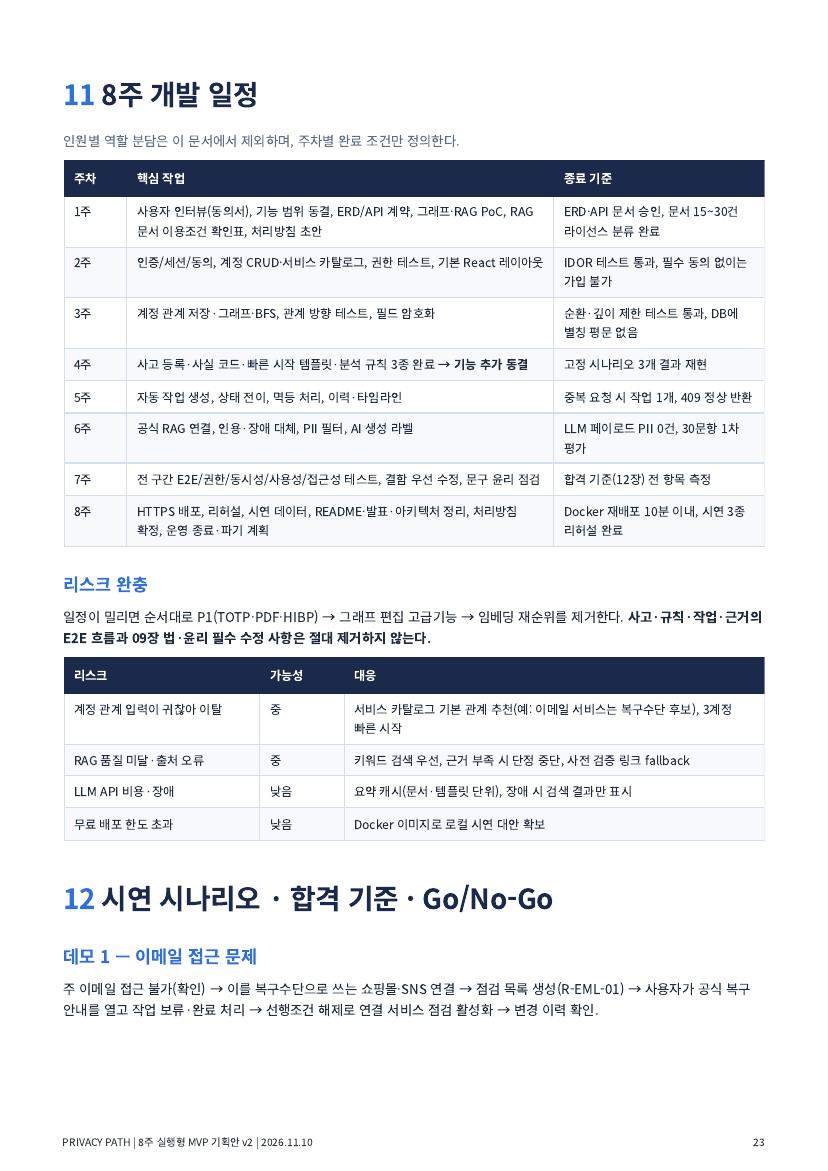 11 8주 개발 일정
인원별 역할 분담은 이 문서에서 제외하며, 주차별 완료 조건만 정의한다.
주차 핵심 작업 종료 기준
1주 사용자 인터뷰(동의서), 기능 범위 동결, ERD/API 계약, 그래프·RAG PoC, RAG 문서 이용조건 확인표, 처리방침 초안 ERD·API 문서 승인, 문서 15~30건 라이선스 분류 완료
2주 인증/세션/동의, 계정 CRUD·서비스 카탈로그, 권한 테스트, 기본 React 레이아웃 IDOR 테스트 통과, 필수 동의 없이는 가입 불가
3주 계정 관계 저장·그래프·BFS, 관계 방향 테스트, 필드 암호화 순환·깊이 제한 테스트 통과, DB에 별칭 평문 없음
4주 사고 등록·사실 코드·빠른 시작 템플릿·분석 규칙 3종 완료 → 기능 추가 동결 고정 시나리오 3개 결과 재현
5주 자동 작업 생성, 상태 전이, 멱등 처리, 이력·타임라인 중복 요청 시 작업 1개, 409 정상 반환
6주 공식 RAG 연결, 인용·장애 대체, PII 필터, AI 생성 라벨 LLM 페이로드 PII 0건, 30문항 1차 평가
7주 전 구간 E2E/권한/동시성/사용성/접근성 테스트, 결함 우선 수정, 문구 윤리 점검 합격 기준(12장) 전 항목 측정
8주 HTTPS 배포, 리허설, 시연 데이터, README·발표·아키텍처 정리, 처리방침 확정, 운영 종료·파기 계획 Docker 재배포 10분 이내, 시연 3종 리허설 완료
리스크 완충
일정이 밀리면 순서대로 P1(TOTP·PDF·HIBP) → 그래프 편집 고급기능 → 임베딩 재순위를 제거한다. 사고·규칙·작업·근거의
E2E 흐름과 09장 법·윤리 필수 수정 사항은 절대 제거하지 않는다.
리스크 가능성 대응
계정 관계 입력이 귀찮아 이탈 중 서비스 카탈로그 기본 관계 추천(예: 이메일 서비스는 복구수단 후보), 3계정 빠른 시작
RAG 품질 미달·출처 오류 중 키워드 검색 우선, 근거 부족 시 단정 중단, 사전 검증 링크 fallback
LLM API 비용·장애 낮음 요약 캐시(문서·템플릿 단위), 장애 시 검색 결과만 표시
무료 배포 한도 초과 낮음 Docker 이미지로 로컬 시연 대안 확보
12 시연 시나리오 · 합격 기준 · Go/No-Go
데모 1 — 이메일 접근 문제
주 이메일 접근 불가(확인) → 이를 복구수단으로 쓰는 쇼핑몰·SNS 연결 → 점검 목록 생성(R-EML-01) → 사용자가 공식 복구
안내를 열고 작업 보류·완료 처리 → 선행조건 해제로 연결 서비스 점검 활성화 → 변경 이력 확인.
PRIVACY PATH | 8주 실행형 MVP 기획안 v2 | 2026.11.10 23